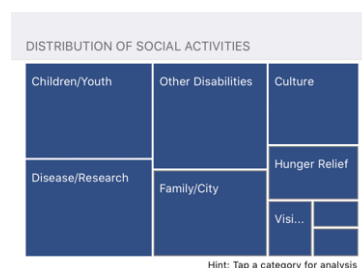 DISTRIBUTION OF SOCIAL ACTIVITIES
Children/Youth
Other Disabilities
Culture
Hunger Relief
Disease/Research
Family/City
Visi...
Hint: Tap a category for analysis